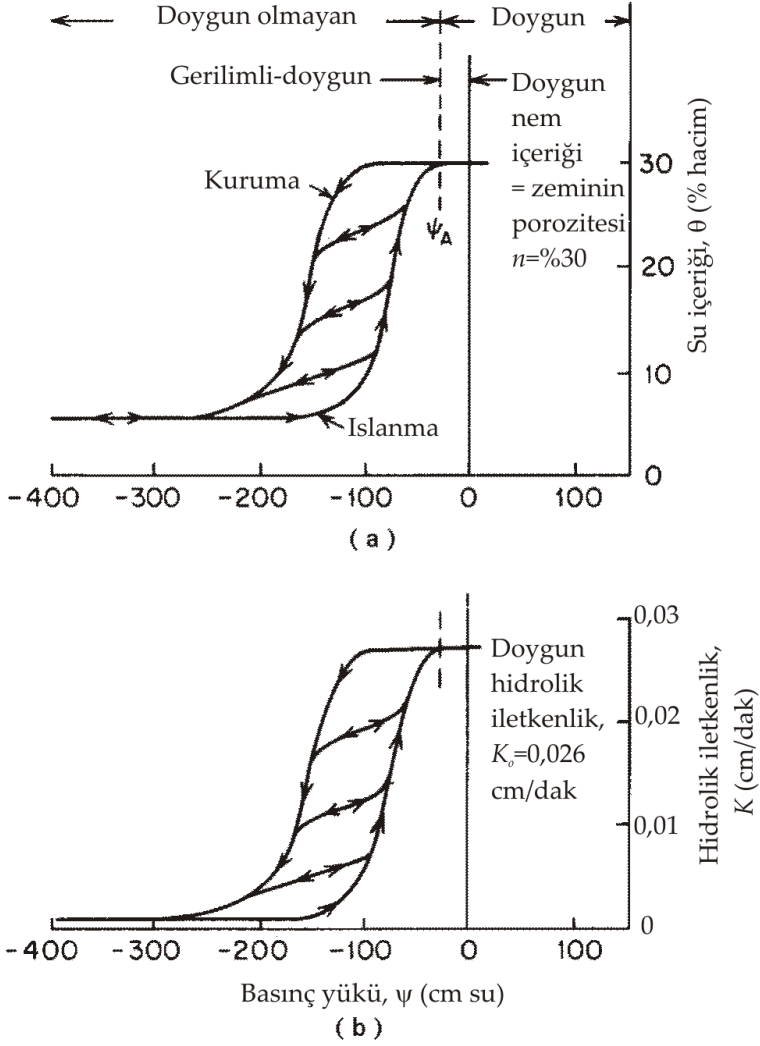 Doygun olmayan
Doygun
Gerilimli-doygun
Doygun
nem
içeriği
= zeminin
porozitesi
n=%30
Kuruma
ψA
Islanma
30
20
10
0
Su içeriği, θ (% hacim)
-400 -300 -200 -100 0 100
(a)
Doygun
hidrolik
iletkenlik,
Ko=0,026
cm/dak
0,03
0,02
0,01
0
Hidrolik iletkenlik,
K (cm/dak)
-400 -300 -200 -100 0 100
Basınç yükü, ψ (cm su)
(b)